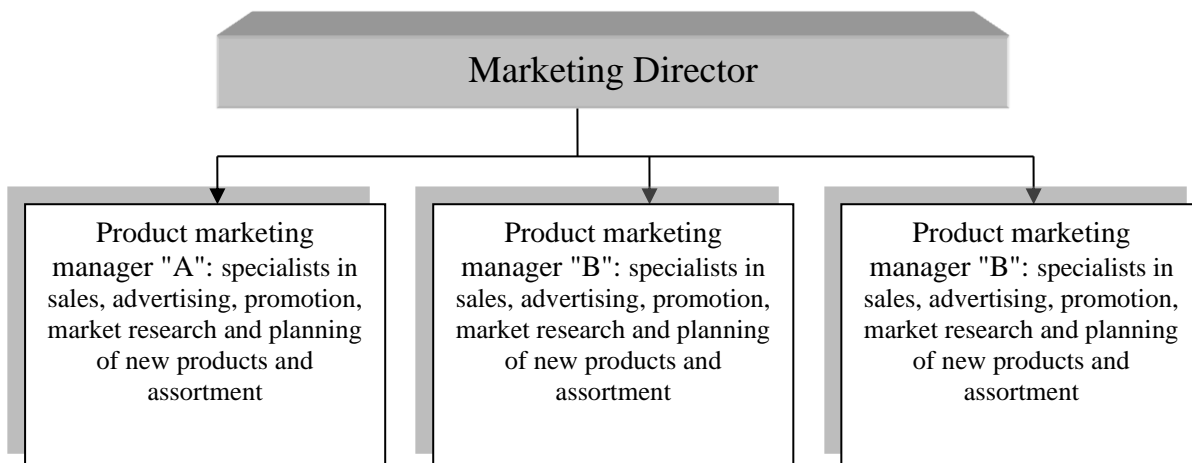 Marketing Director
Product marketing
manager "A": specialists in
sales, advertising, promotion,
market research and planning
of new products and
assortment
Product marketing
manager "B": specialists in
sales, advertising, promotion,
market research and planning
of new products and
assortment
Product marketing
manager "B": specialists in
sales, advertising, promotion,
market research and planning
of new products and
assortment